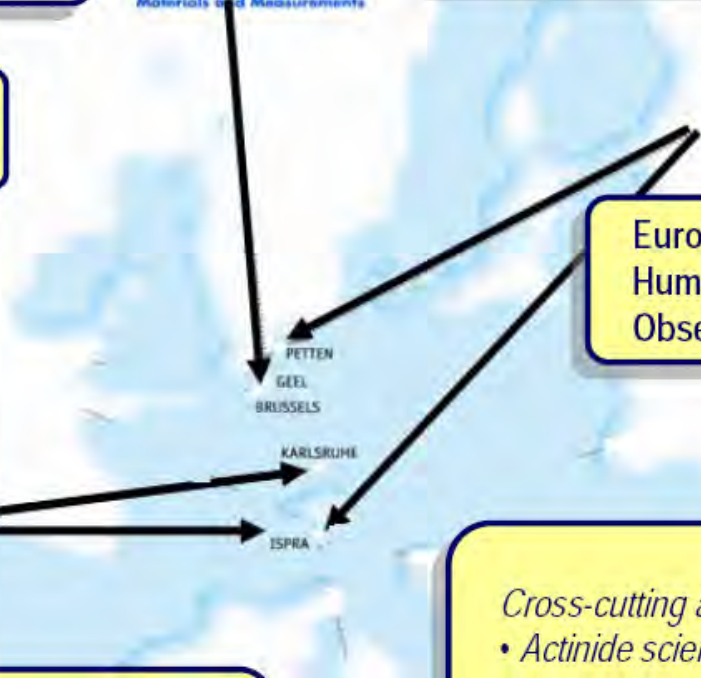 Materials and Measurements
Euro
Hum
Obse
PETTEN
GEEL
BRUSSELS
KARLSRUHE
ISPRA
Cross-cutting a
• Actinide scien